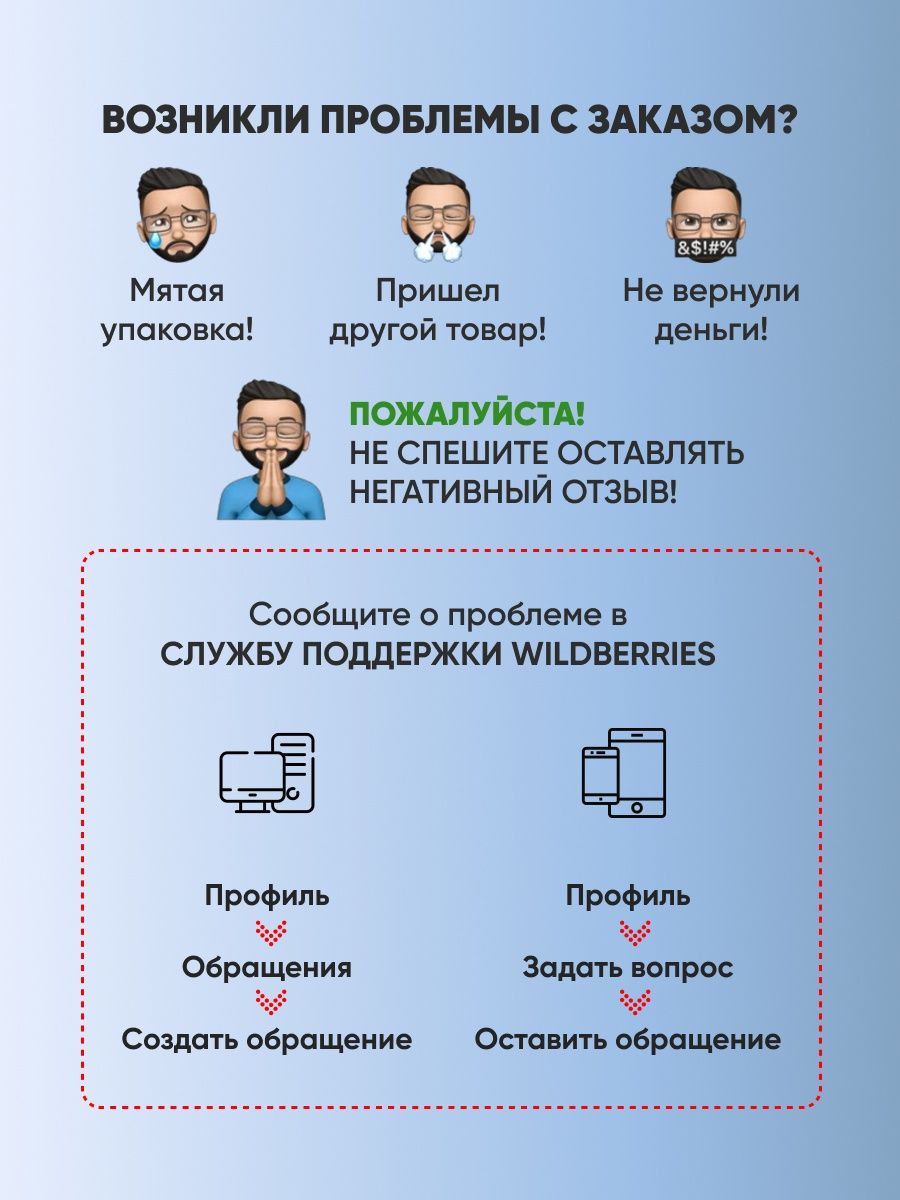 ВОЗНИКЛИ ПРОБЛЕМЫ С ЗАКАЗОМ?
&$!#%
Мятая
упаковка!
Пришел
другой товар!
Не вернули
деньги!
ПОЖАЛУЙСТА!
НЕ СПЕШИТЕ ОСТАВЛЯТЬ
НЕГАТИВНЫЙ ОТЗЫВ!
Сообщите о проблеме в
СЛУЖБУ ПОДДЕРЖКИ WILDBERRIES
Профиль
Обращения
Создать обращение
Профиль
Задать вопрос
Оставить обращение